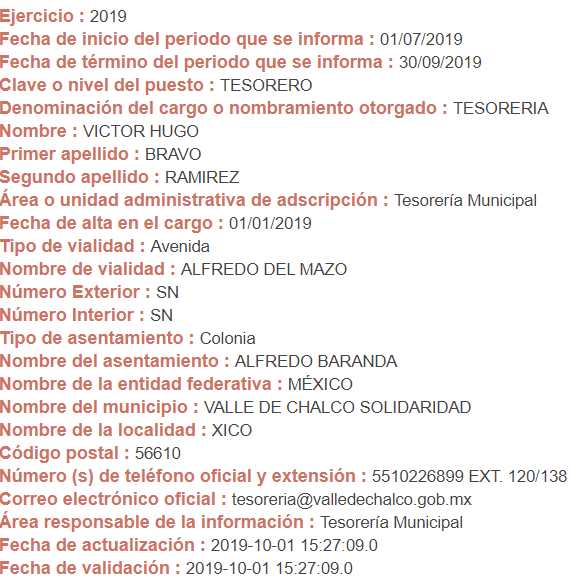 Ejercicio : 2019
Fecha de inicio del periodo que se informa : 01/07/2019
Fecha de término del periodo que se informa : 30/09/2019
Clave o nivel del puesto : TESORERO
Denominación del cargo o nombramiento otorgado : TESORERIA
Nombre : VICTOR HUGO
Primer apellido : BRAVO
Segundo apellido : RAMIREZ
Área o unidad administrativa de adscripción : Tesorería Municipal
Fecha de alta en el cargo : 01/01/2019
Tipo de vialidad : Avenida
Nombre de vialidad : ALFREDO DEL MAZO
Número Exterior : SN
Número Interior : SN
Tipo de asentamiento : Colonia
Nombre del asentamiento : ALFREDO BARANDA
Nombre de la entidad federativa : MÉXICO
Nombre del municipio : VALLE DE CHALCO SOLIDARIDAD
Nombre de la localidad : XICO
Código postal : 56610
Número (s) de teléfono oficial y extensión : 5510226899 EXT. 120/138
Correo electrónico oficial : tesoreria@valledechalco.gob.mx
Área responsable de la información : Tesorería Municipal
Fecha de actualización : 2019-10-01 15:27:09.0
Fecha de validación : 2019-10-01 15:27:09.0